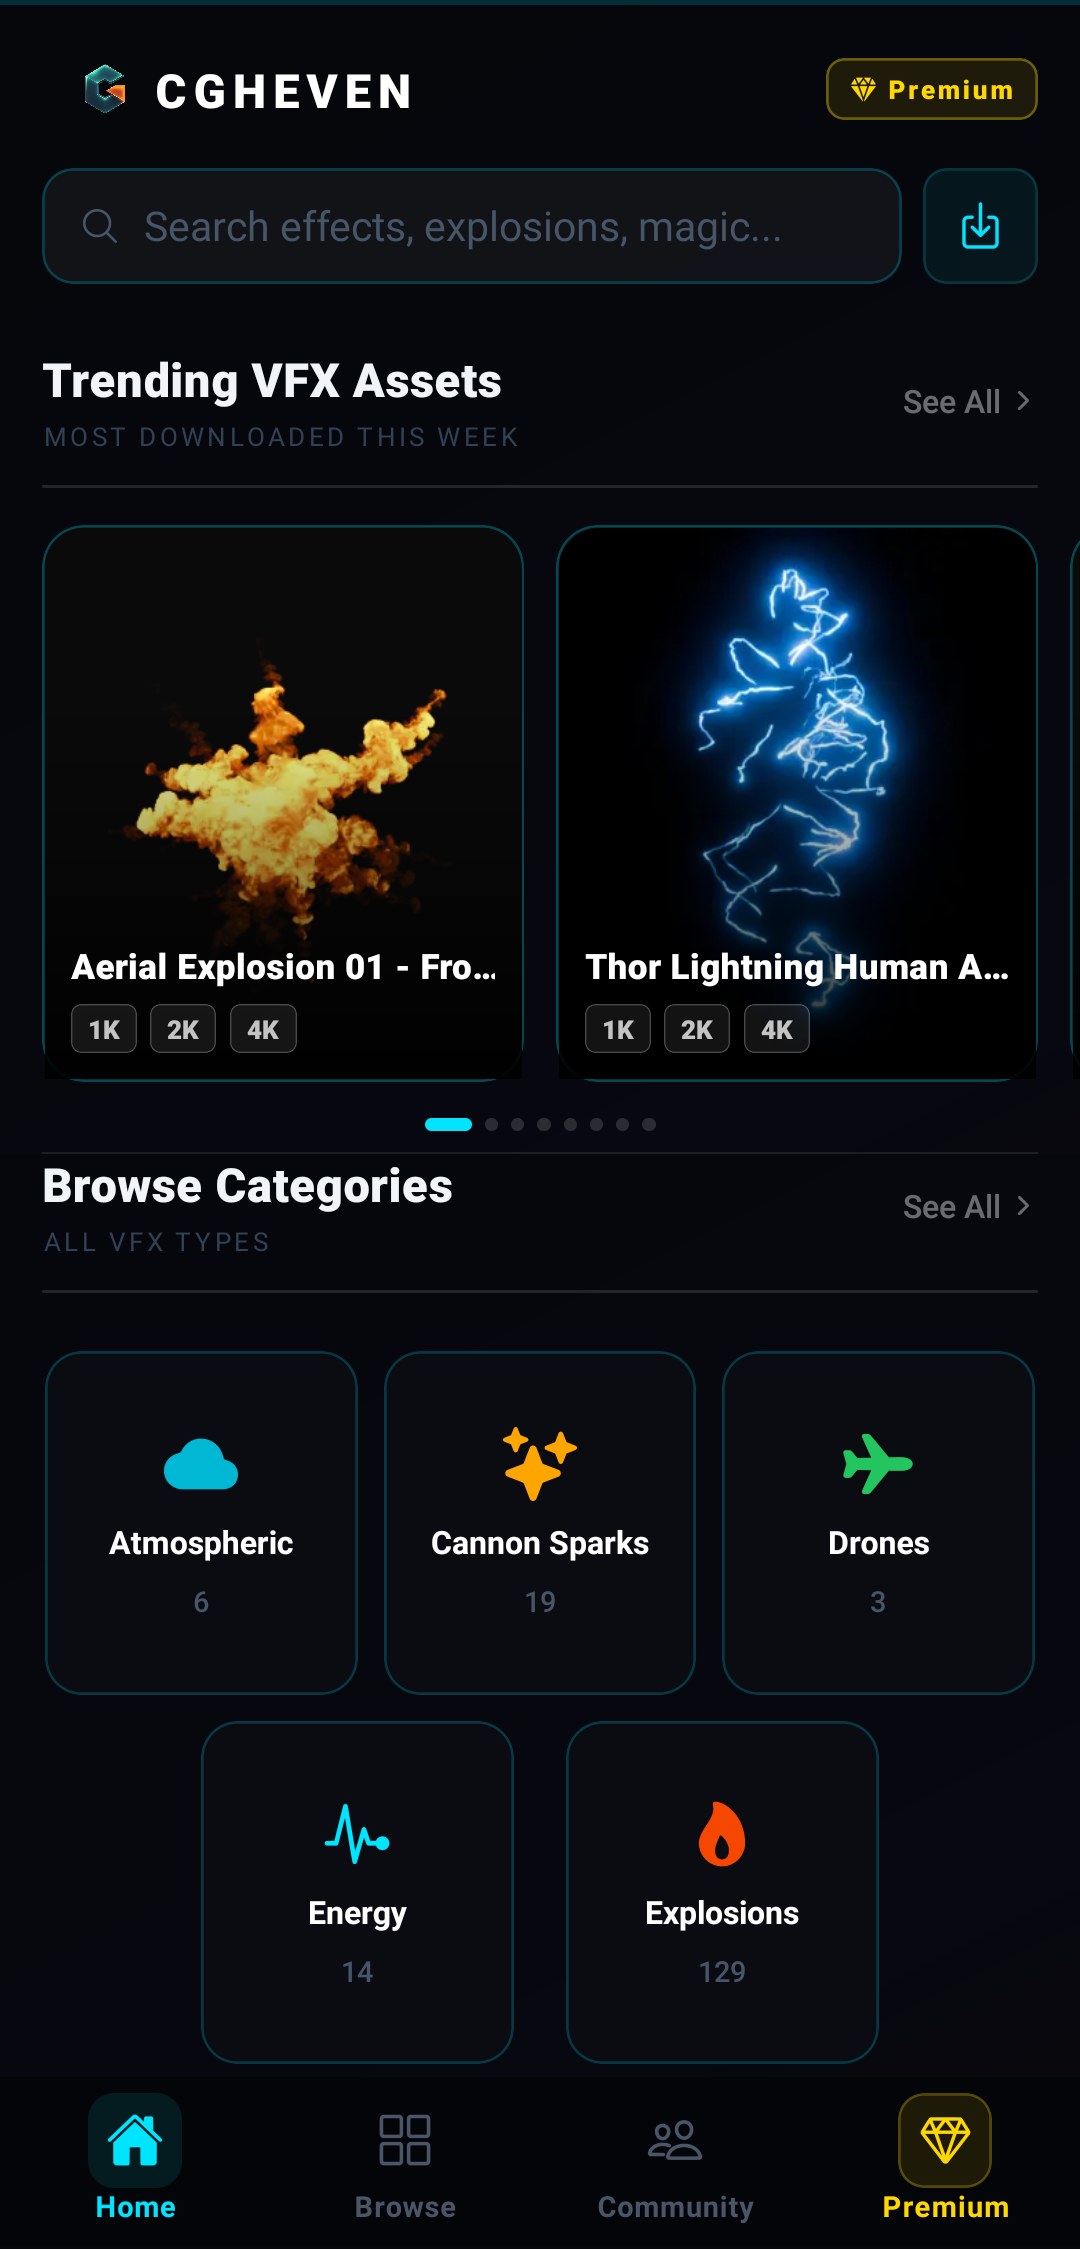 CGHEVEN
Premium
Search effects, explosions, magic...
Trending VFX Assets
See All
MOST DOWNLOADED THIS WEEK
Aerial Explosion 01 - Fro...
1K 2K 4K
Thor Lightning Human A...
1K 2K 4K
Browse Categories
See All
ALL VFX TYPES
Atmospheric
6
Cannon Sparks
19
Drones
3
Energy
14
Explosions
129
Home
Browse
Community
Premium